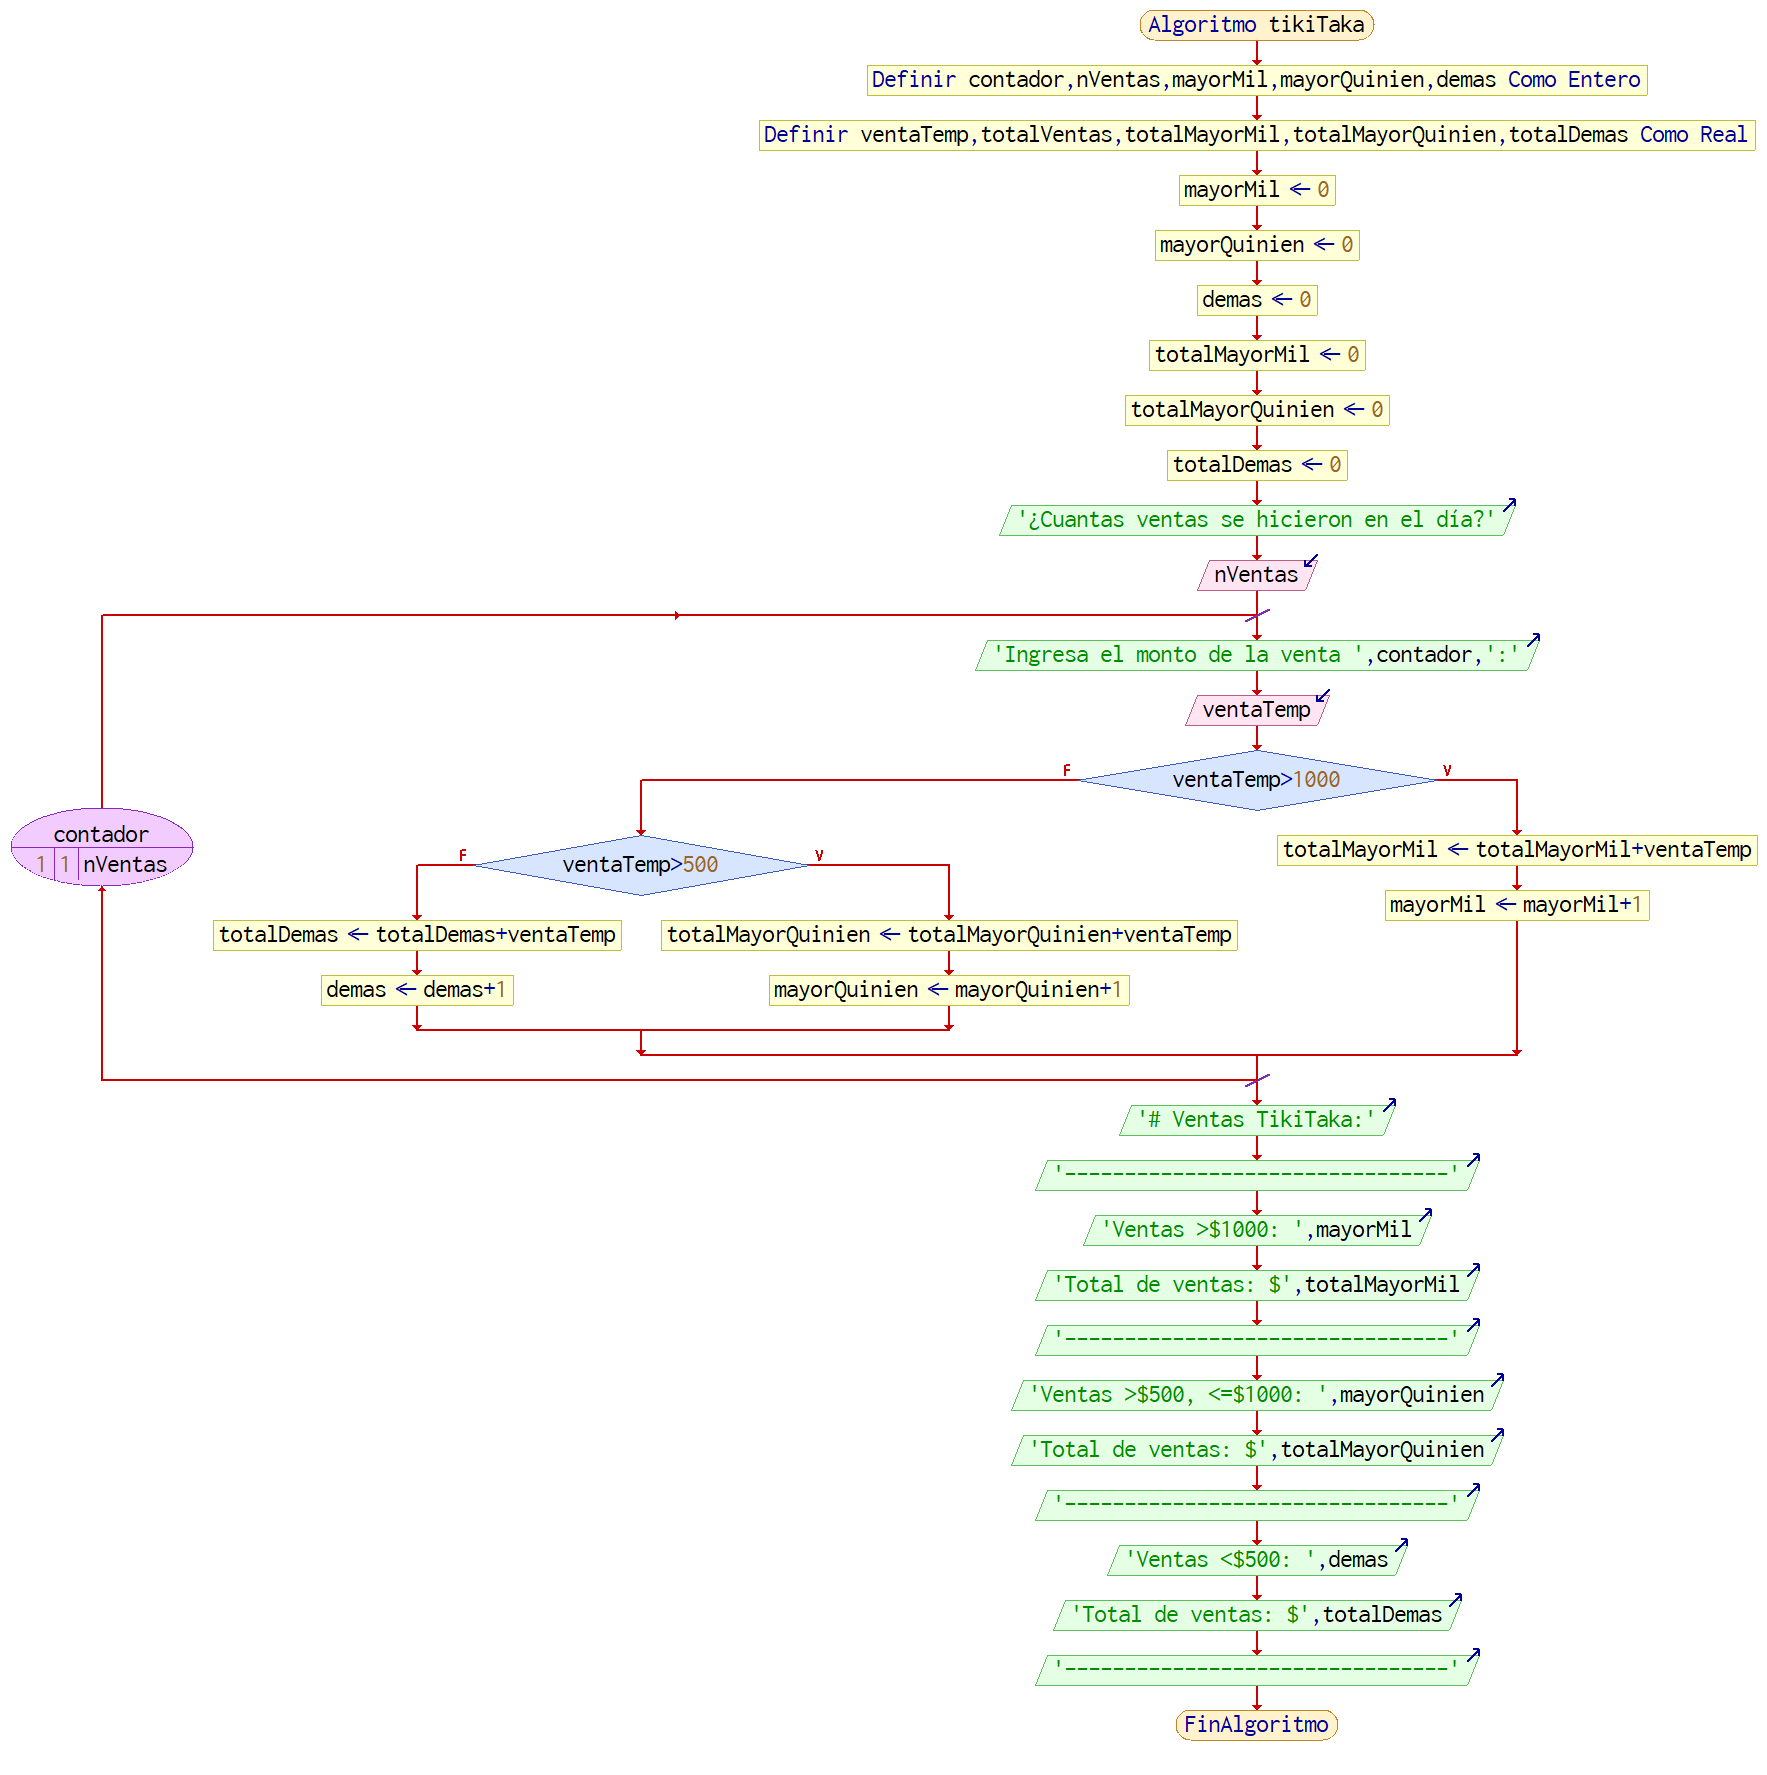 Algoritmo tikiTaka
Definir contador,nVentas,mayorMil,mayorQuinien,demas Como Entero
Definir ventaTemp,totalVentas,totalMayorMil,totalMayorQuinien,totalDemas Como Real
mayorMil ← 0
mayorQuinien ← 0
demas ← 0
totalMayorMil ← 0
totalMayorQuinien ← 0
totalDemas ← 0
'¿Cuantas ventas se hicieron en el día?'
nVentas
'Ingresa el monto de la venta ',contador,':'
ventaTemp
F
ventaTemp>1000
V
contador
1 1 nVentas
F
ventaTemp>500
V
totalMayorMil ← totalMayorMil+ventaTemp
mayorMil ← mayorMil+1
totalDemas ← totalDemas+ventaTemp
totalMayorQuinien ← totalMayorQuinien+ventaTemp
demas ← demas+1
mayorQuinien ← mayorQuinien+1
'# Ventas TikiTaka:'
'--------------------------------'
'Ventas >$1000: ',mayorMil
'Total de ventas: $',totalMayorMil
'--------------------------------'
'Ventas >$500, <=$1000: ',mayorQuinien
'Total de ventas: $',totalMayorQuinien
'--------------------------------'
'Ventas <$500: ',demas
'Total de ventas: $',totalDemas
'--------------------------------'
FinAlgoritmo